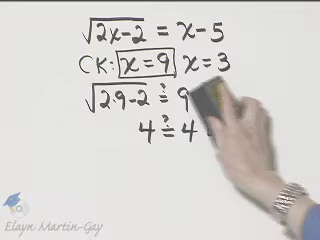 √2x-2 = x-5
CK: x=9 x=3
√2·9-2 ≟ 9
4 ≟ 4
Elayn Martin-Gay